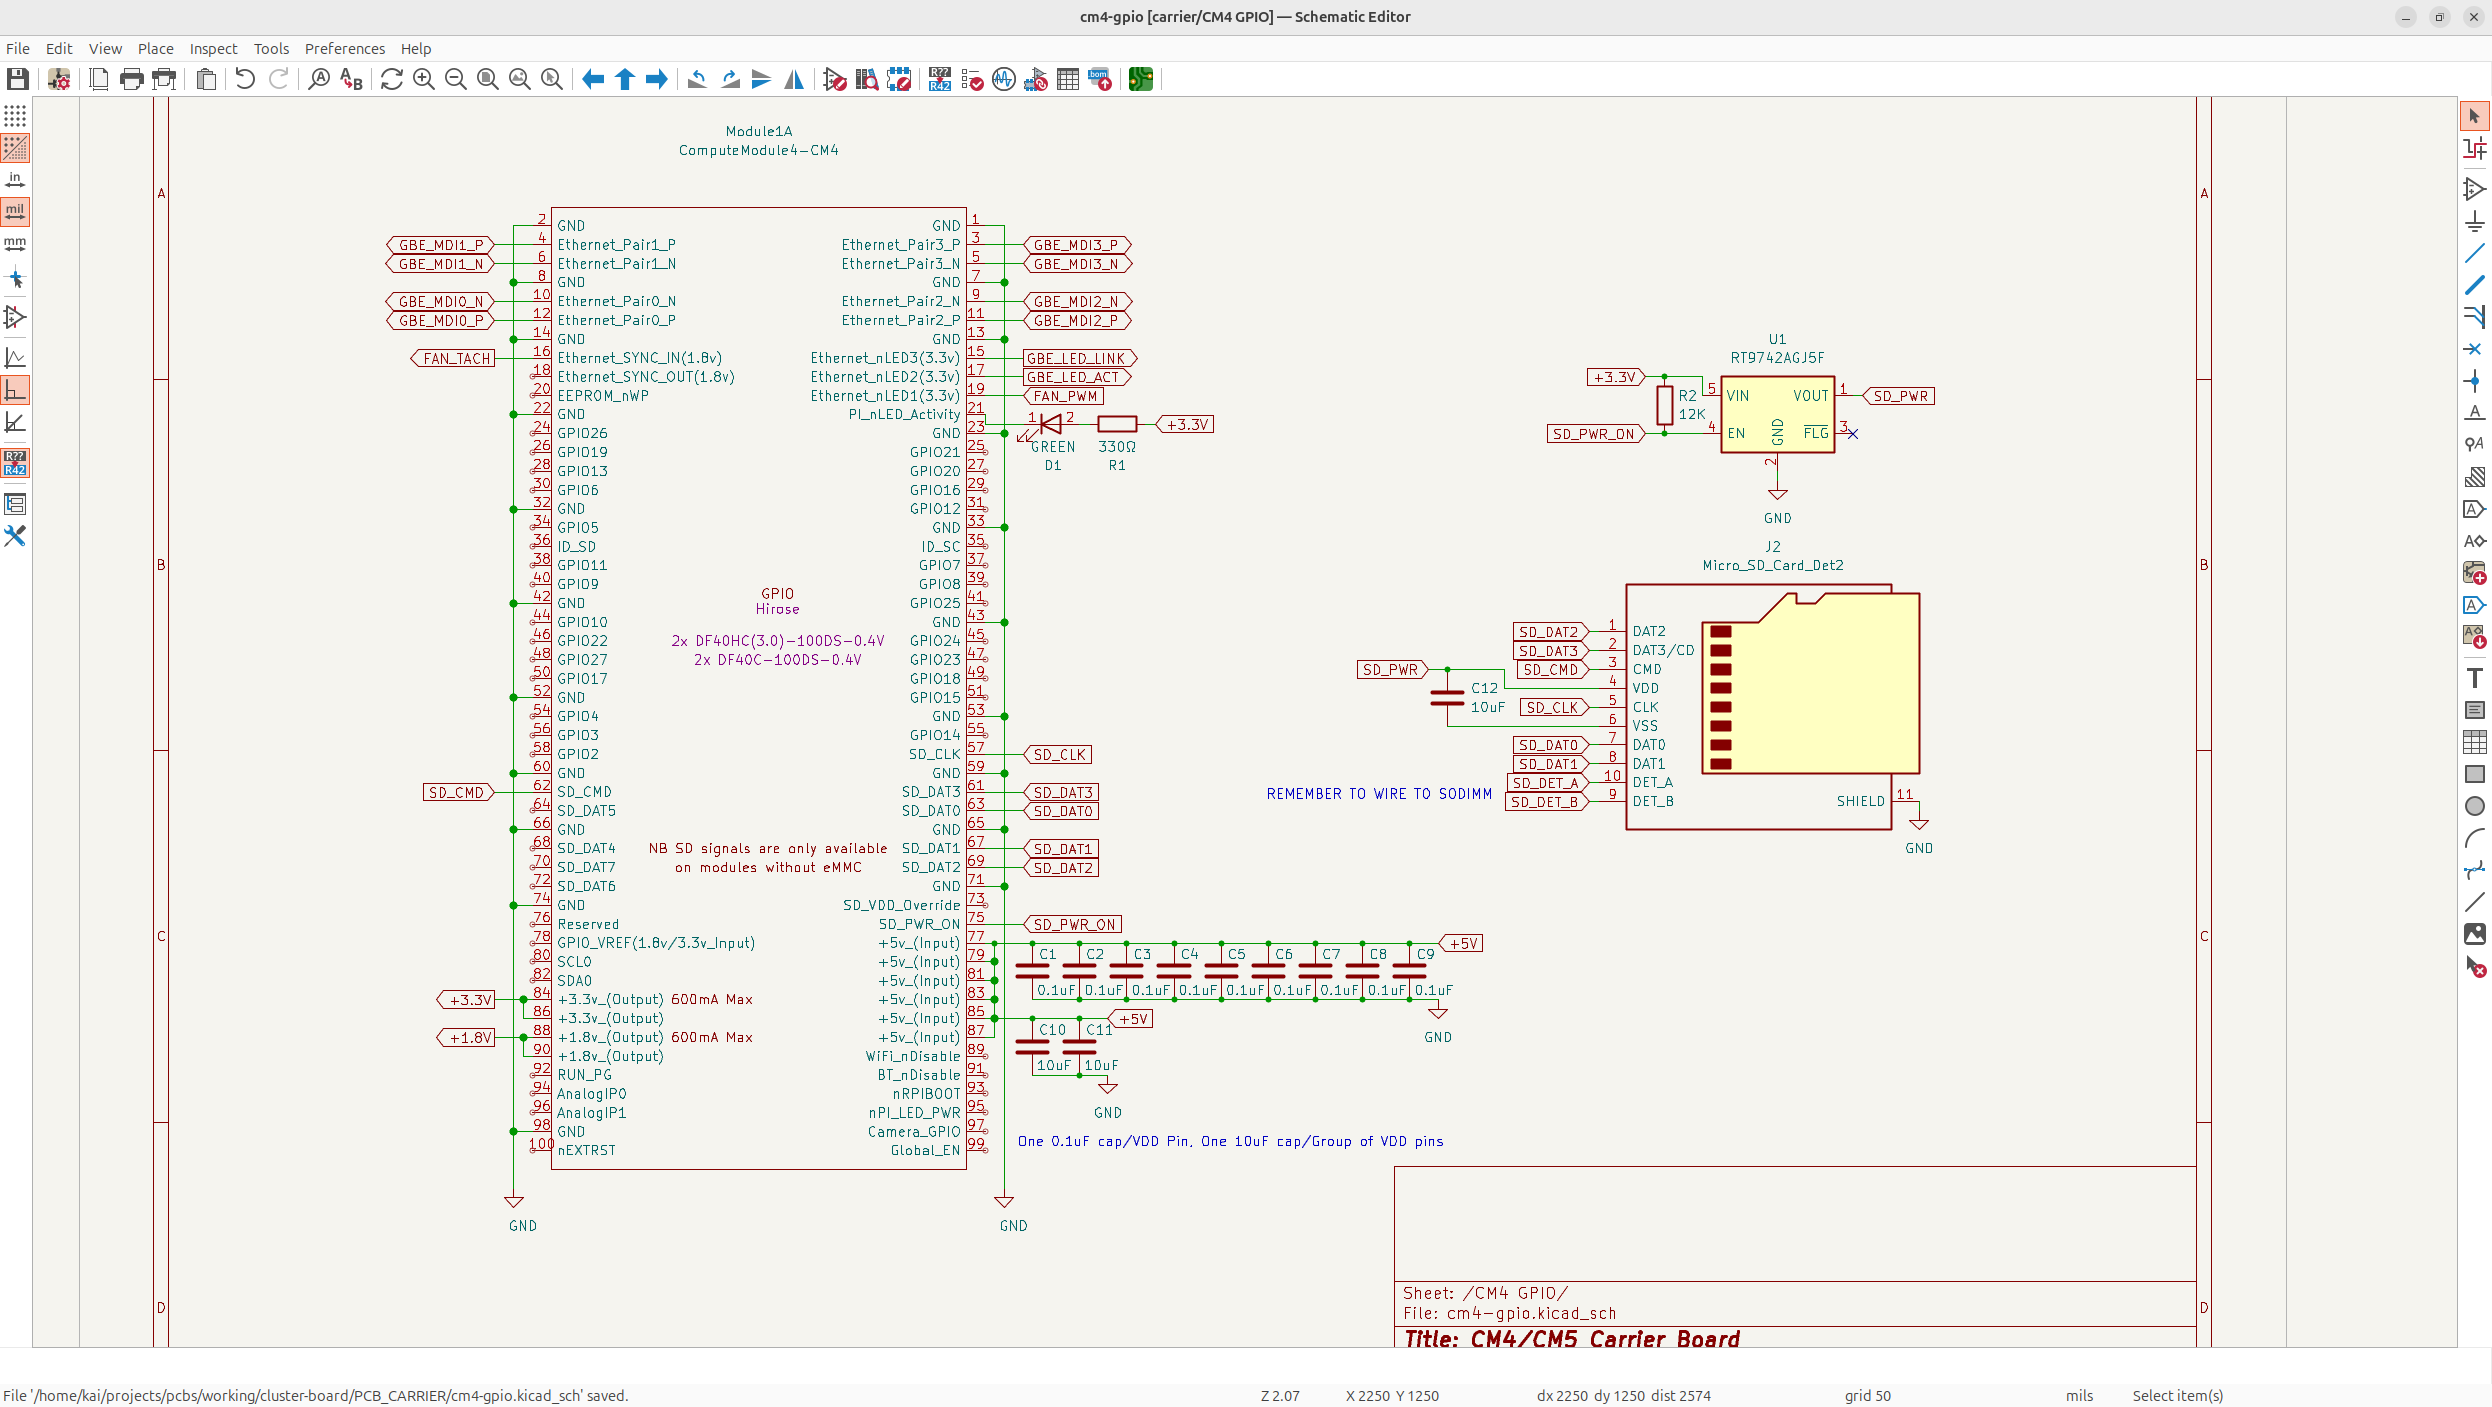 cm4-gpio [carrier/CM4 GPIO] — Schematic Editor
File Edit View Place Inspect Tools Preferences Help
in
mil
mm
R??
R42
Module1A
ComputeModule4-CM4
A
B
C
D
2 GND
GBE_MDI1_P 4 Ethernet_Pair1_P
GBE_MDI1_N 6 Ethernet_Pair1_N
8 GND
GBE_MDI0_N 10 Ethernet_Pair0_N
GBE_MDI0_P 12 Ethernet_Pair0_P
14 GND
FAN_TACH 16 Ethernet_SYNC_IN(1.8v)
18 Ethernet_SYNC_OUT(1.8v)
20 EEPROM_nWP
22 GND
24 GPIO26
26 GPIO19
28 GPIO13
30 GPIO6
32 GND
34 GPIO5
36 ID_SD
38 GPIO11
40 GPIO9
42 GND
44 GPIO10
46 GPIO22
48 GPIO27
50 GPIO17
52 GND
54 GPIO4
56 GPIO3
58 GPIO2
60 GND
SD_CMD 62 SD_CMD
64 SD_DAT5
66 GND
68 SD_DAT4
70 SD_DAT7
72 SD_DAT6
74 GND
76 Reserved
78 GPIO_VREF(1.8v/3.3v_Input)
80 SCL0
82 SDA0
+3.3V 84 +3.3v_(Output) 600mA Max
86 +3.3v_(Output)
+1.8V 88 +1.8v_(Output) 600mA Max
90 +1.8v_(Output)
92 RUN_PG
94 AnalogIP0
96 AnalogIP1
98 GND
100 nEXTRST
GND
GPIO
Hirose
2x DF40HC(3.0)-100DS-0.4V
2x DF40C-100DS-0.4V
NB SD signals are only available
on modules without eMMC
GND 1
Ethernet_Pair3_P 3 GBE_MDI3_P
Ethernet_Pair3_N 5 GBE_MDI3_N
GND 7
Ethernet_Pair2_N 9 GBE_MDI2_N
Ethernet_Pair2_P 11 GBE_MDI2_P
GND 13
Ethernet_nLED3(3.3v) 15 GBE_LED_LINK
Ethernet_nLED2(3.3v) 17 GBE_LED_ACT
Ethernet_nLED1(3.3v) 19 FAN_PWM
PI_nLED_Activity 21
GND 23
GPIO21 25
GPIO20 27
GPIO16 29
GPIO12 31
GND 33
ID_SC 35
GPIO7 37
GPIO8 39
GPIO25 41
GND 43
GPIO24 45
GPIO23 47
GPIO18 49
GPIO15 51
GND 53
GPIO14 55
SD_CLK 57 SD_CLK
GND 59
SD_DAT3 61 SD_DAT3
SD_DAT0 63 SD_DAT0
GND 65
SD_DAT1 67 SD_DAT1
SD_DAT2 69 SD_DAT2
GND 71
SD_VDD_Override 73
SD_PWR_ON 75 SD_PWR_ON
+5v_(Input) 77
+5v_(Input) 79
+5v_(Input) 81
+5v_(Input) 83
+5v_(Input) 85
+5v_(Input) 87
WiFi_nDisable 89
BT_nDisable 91
nRPIBOOT 93
nPI_LED_PWR 95
Camera_GPIO 97
Global_EN 99
GND
1 2 +3.3V
GREEN 330Ω
D1 R1
+5V
C1 C2 C3 C4 C5 C6 C7 C8 C9
0.1uF 0.1uF 0.1uF 0.1uF 0.1uF 0.1uF 0.1uF 0.1uF 0.1uF
GND
+5V
C10 C11
10uF 10uF
GND
One 0.1uF cap/VDD Pin, One 10uF cap/Group of VDD pins
U1
RT9742AGJ5F
+3.3V R2 5 VIN VOUT 1 SD_PWR
12K
SD_PWR_ON 4 EN GND FLG 3
2
GND
J2
Micro_SD_Card_Det2
SD_DAT2 1 DAT2
SD_DAT3 2 DAT3/CD
SD_CMD 3 CMD
SD_PWR C12 4 VDD
10uF SD_CLK 5 CLK
6 VSS
SD_DAT0 7 DAT0
SD_DAT1 8 DAT1
SD_DET_A 10 DET_A
SD_DET_B 9 DET_B
SHIELD 11
GND
REMEMBER TO WIRE TO SODIMM
A
B
C
D
Sheet: /CM4 GPIO/
File: cm4-gpio.kicad_sch
Title: CM4/CM5 Carrier Board
File '/home/kai/projects/pcbs/working/cluster-board/PCB_CARRIER/cm4-gpio.kicad_sch' saved. Z 2.07 X 2250 Y 1250 dx 2250 dy 1250 dist 2574 grid 50 mils Select item(s)